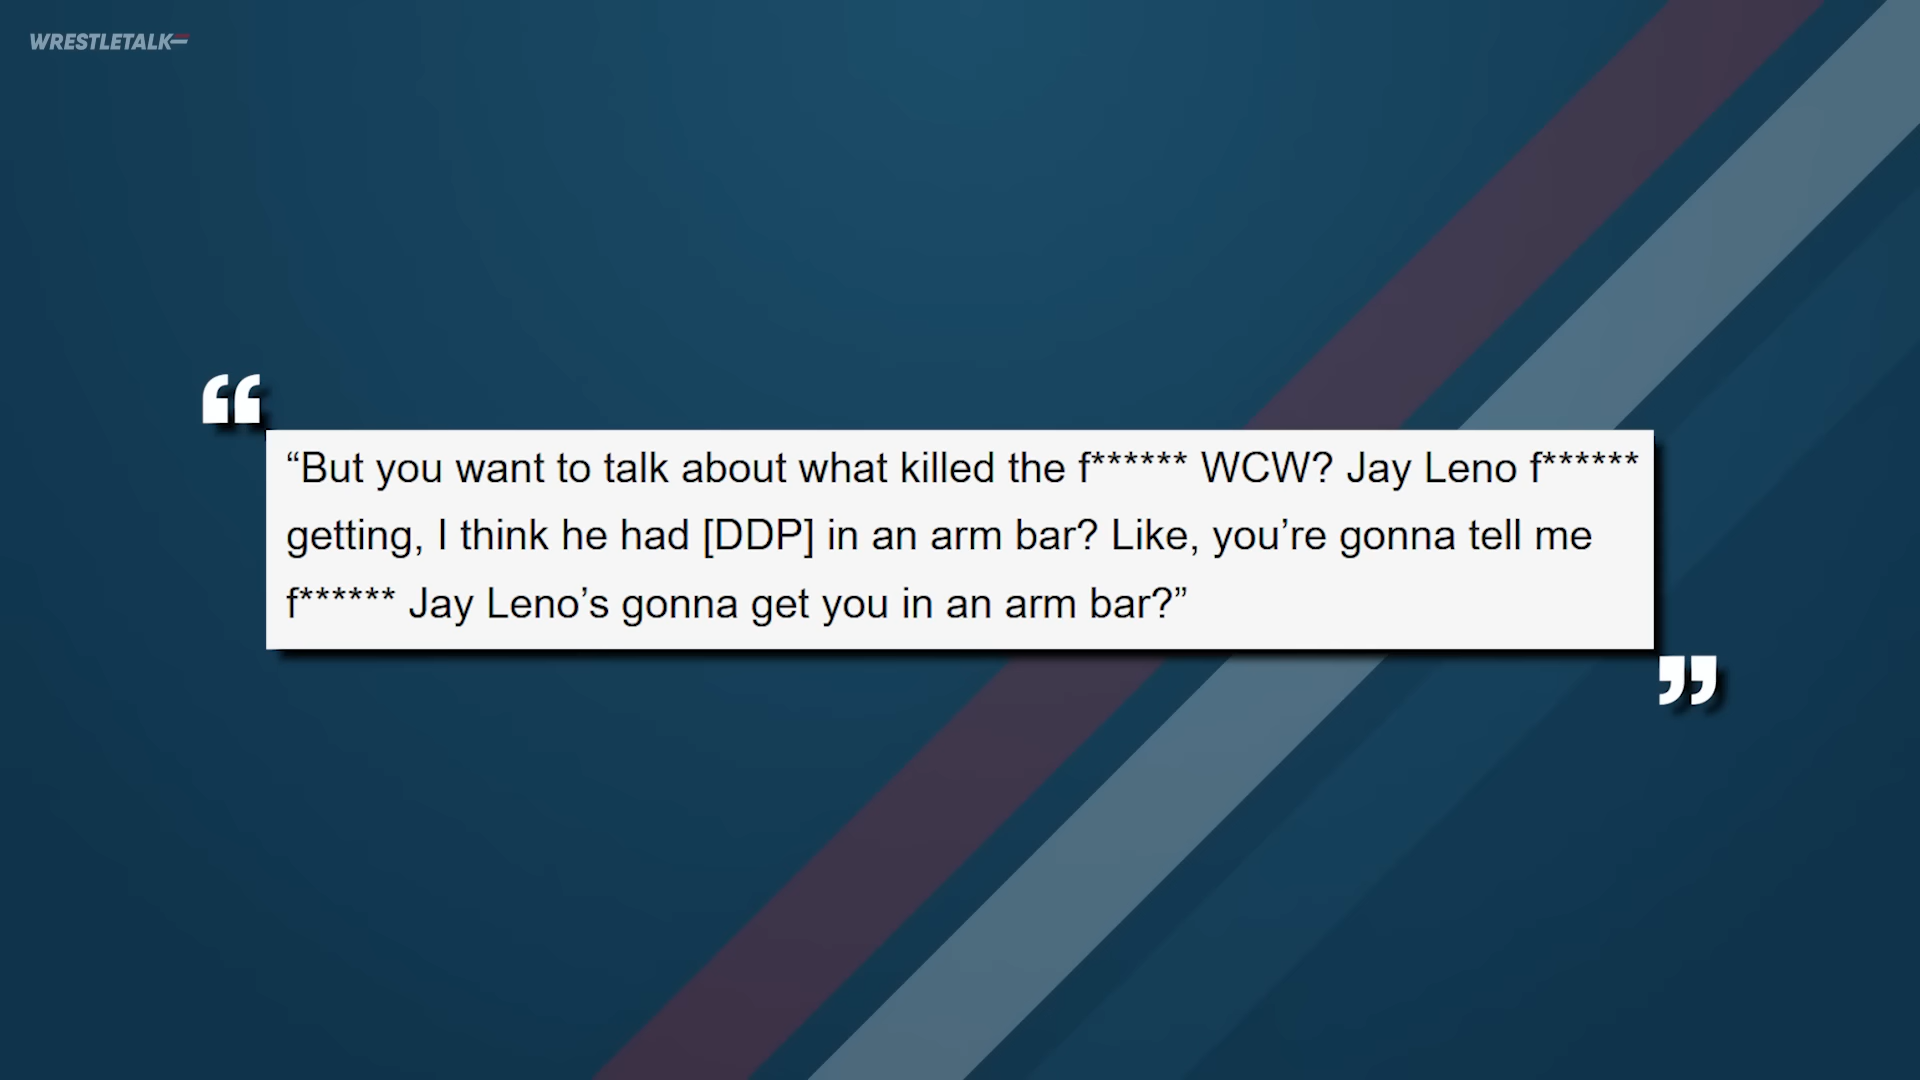 WRESTLETALK
“
“But you want to talk about what killed the f****** WCW? Jay Leno f******
getting, I think he had [DDP] in an arm bar? Like, you’re gonna tell me
f****** Jay Leno’s gonna get you in an arm bar?”
”